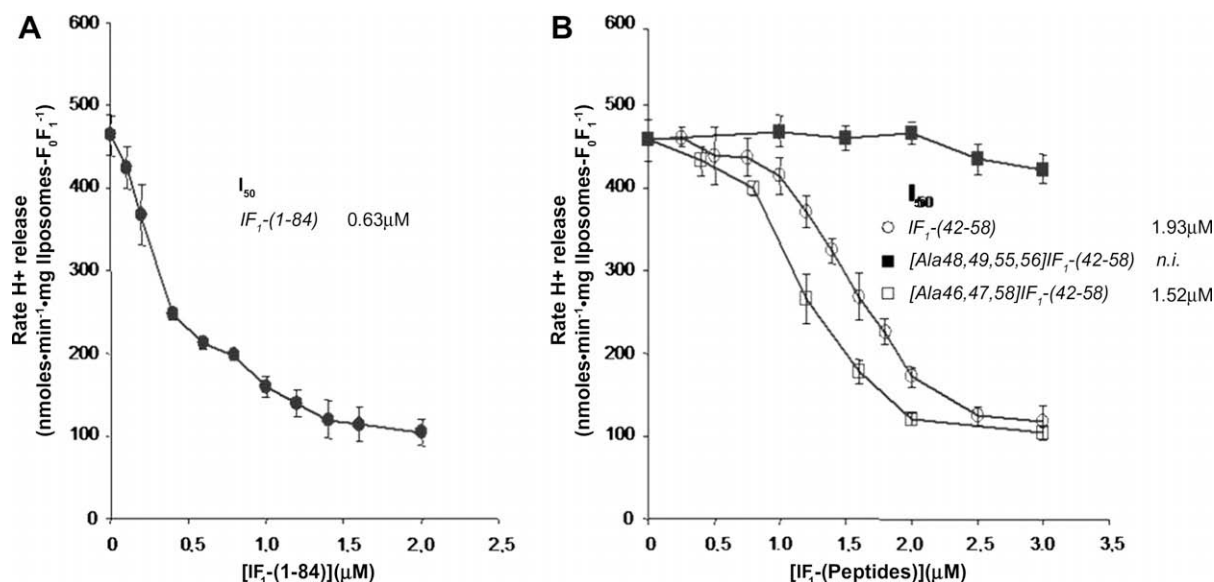 A
Rate H+ release
(nmoles•min⁻¹•mg liposomes-F₀F₁⁻¹)
600
500
400
300
200
100
0
I₅₀
IF₁-(1-84) 0.63µM
0 0,5 1,0 1,5 2,0 2,5
[IF₁-(1-84)](µM)
B
Rate H+ release
(nmoles•min⁻¹•mg liposomes-F₀F₁⁻¹)
600
500
400
300
200
100
0
I₅₀
IF₁-(42-58) 1.93µM
[Ala48,49,55,56]IF₁-(42-58) n.i.
[Ala46,47,58]IF₁-(42-58) 1.52µM
0 0,5 1,0 1,5 2,0 2,5 3,0 3,5
[IF₁-(Peptides)](µM)